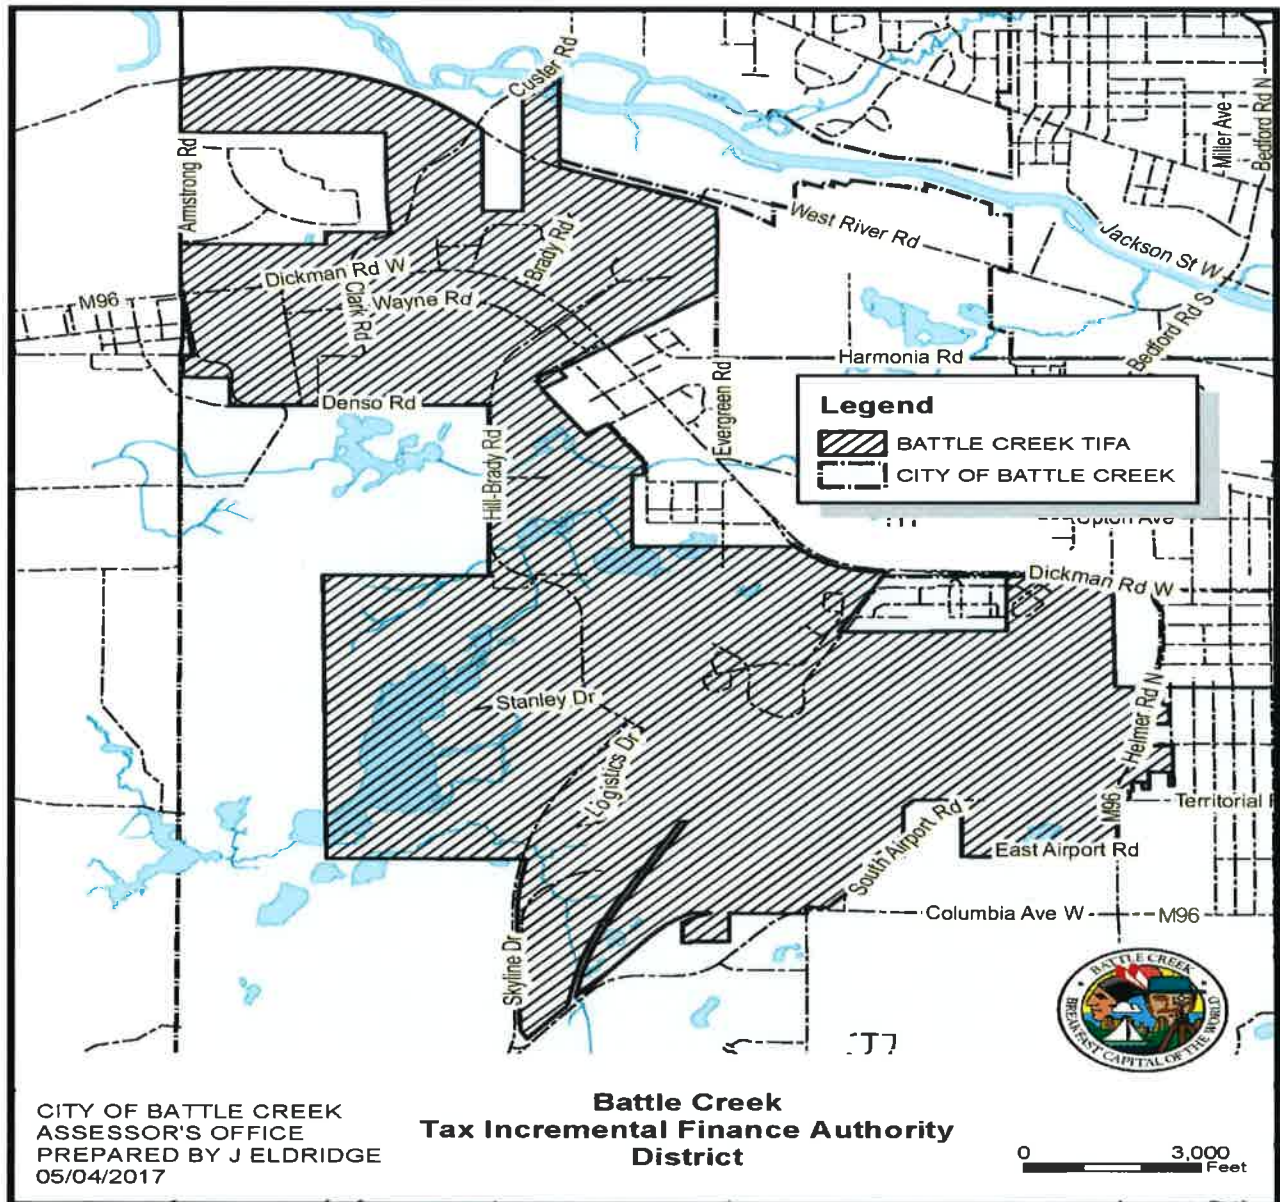 Custer Rd
Miller Ave
Bedford Rd N
Armstrong Rd
West River Rd
Jackson St W
Brady Rd
Dickman Rd W
M96
Wayne Rd
Clark Rd
Bedford Rd S
Harmonia Rd
Denso Rd
Evergreen Rd
Hill-Brady Rd
Legend
BATTLE CREEK TIFA
CITY OF BATTLE CREEK
Upton Ave
Dickman Rd W
Stanley Dr
Helmer Rd N
Logistics Dr
M96
Territorial
South Airport Rd
East Airport Rd
Columbia Ave W
M96
Skyline Dr
BATTLE CREEK
BREAKFAST CAPITAL OF THE WORLD
CITY OF BATTLE CREEK
ASSESSOR'S OFFICE
PREPARED BY J ELDRIDGE
05/04/2017
Battle Creek
Tax Incremental Finance Authority
District
0 3,000
Feet